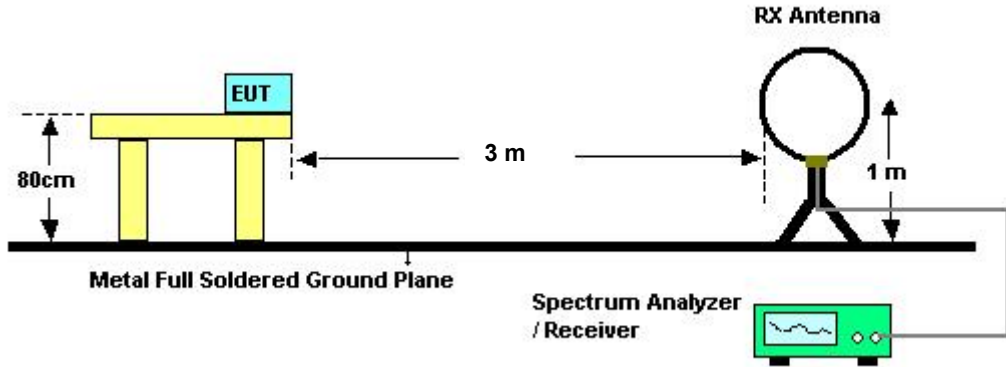 RX Antenna
EUT
3 m
80cm
1 m
Metal Full Soldered Ground Plane
Spectrum Analyzer
/ Receiver